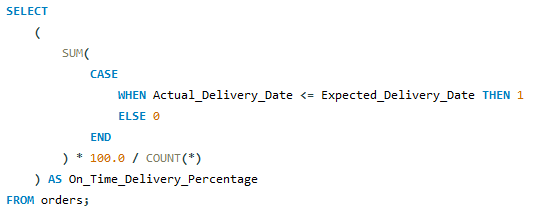 SELECT
    (
        SUM(
            CASE
                WHEN Actual_Delivery_Date <= Expected_Delivery_Date THEN 1
                ELSE 0
            END
        ) * 100.0 / COUNT(*)
    ) AS On_Time_Delivery_Percentage
FROM orders;